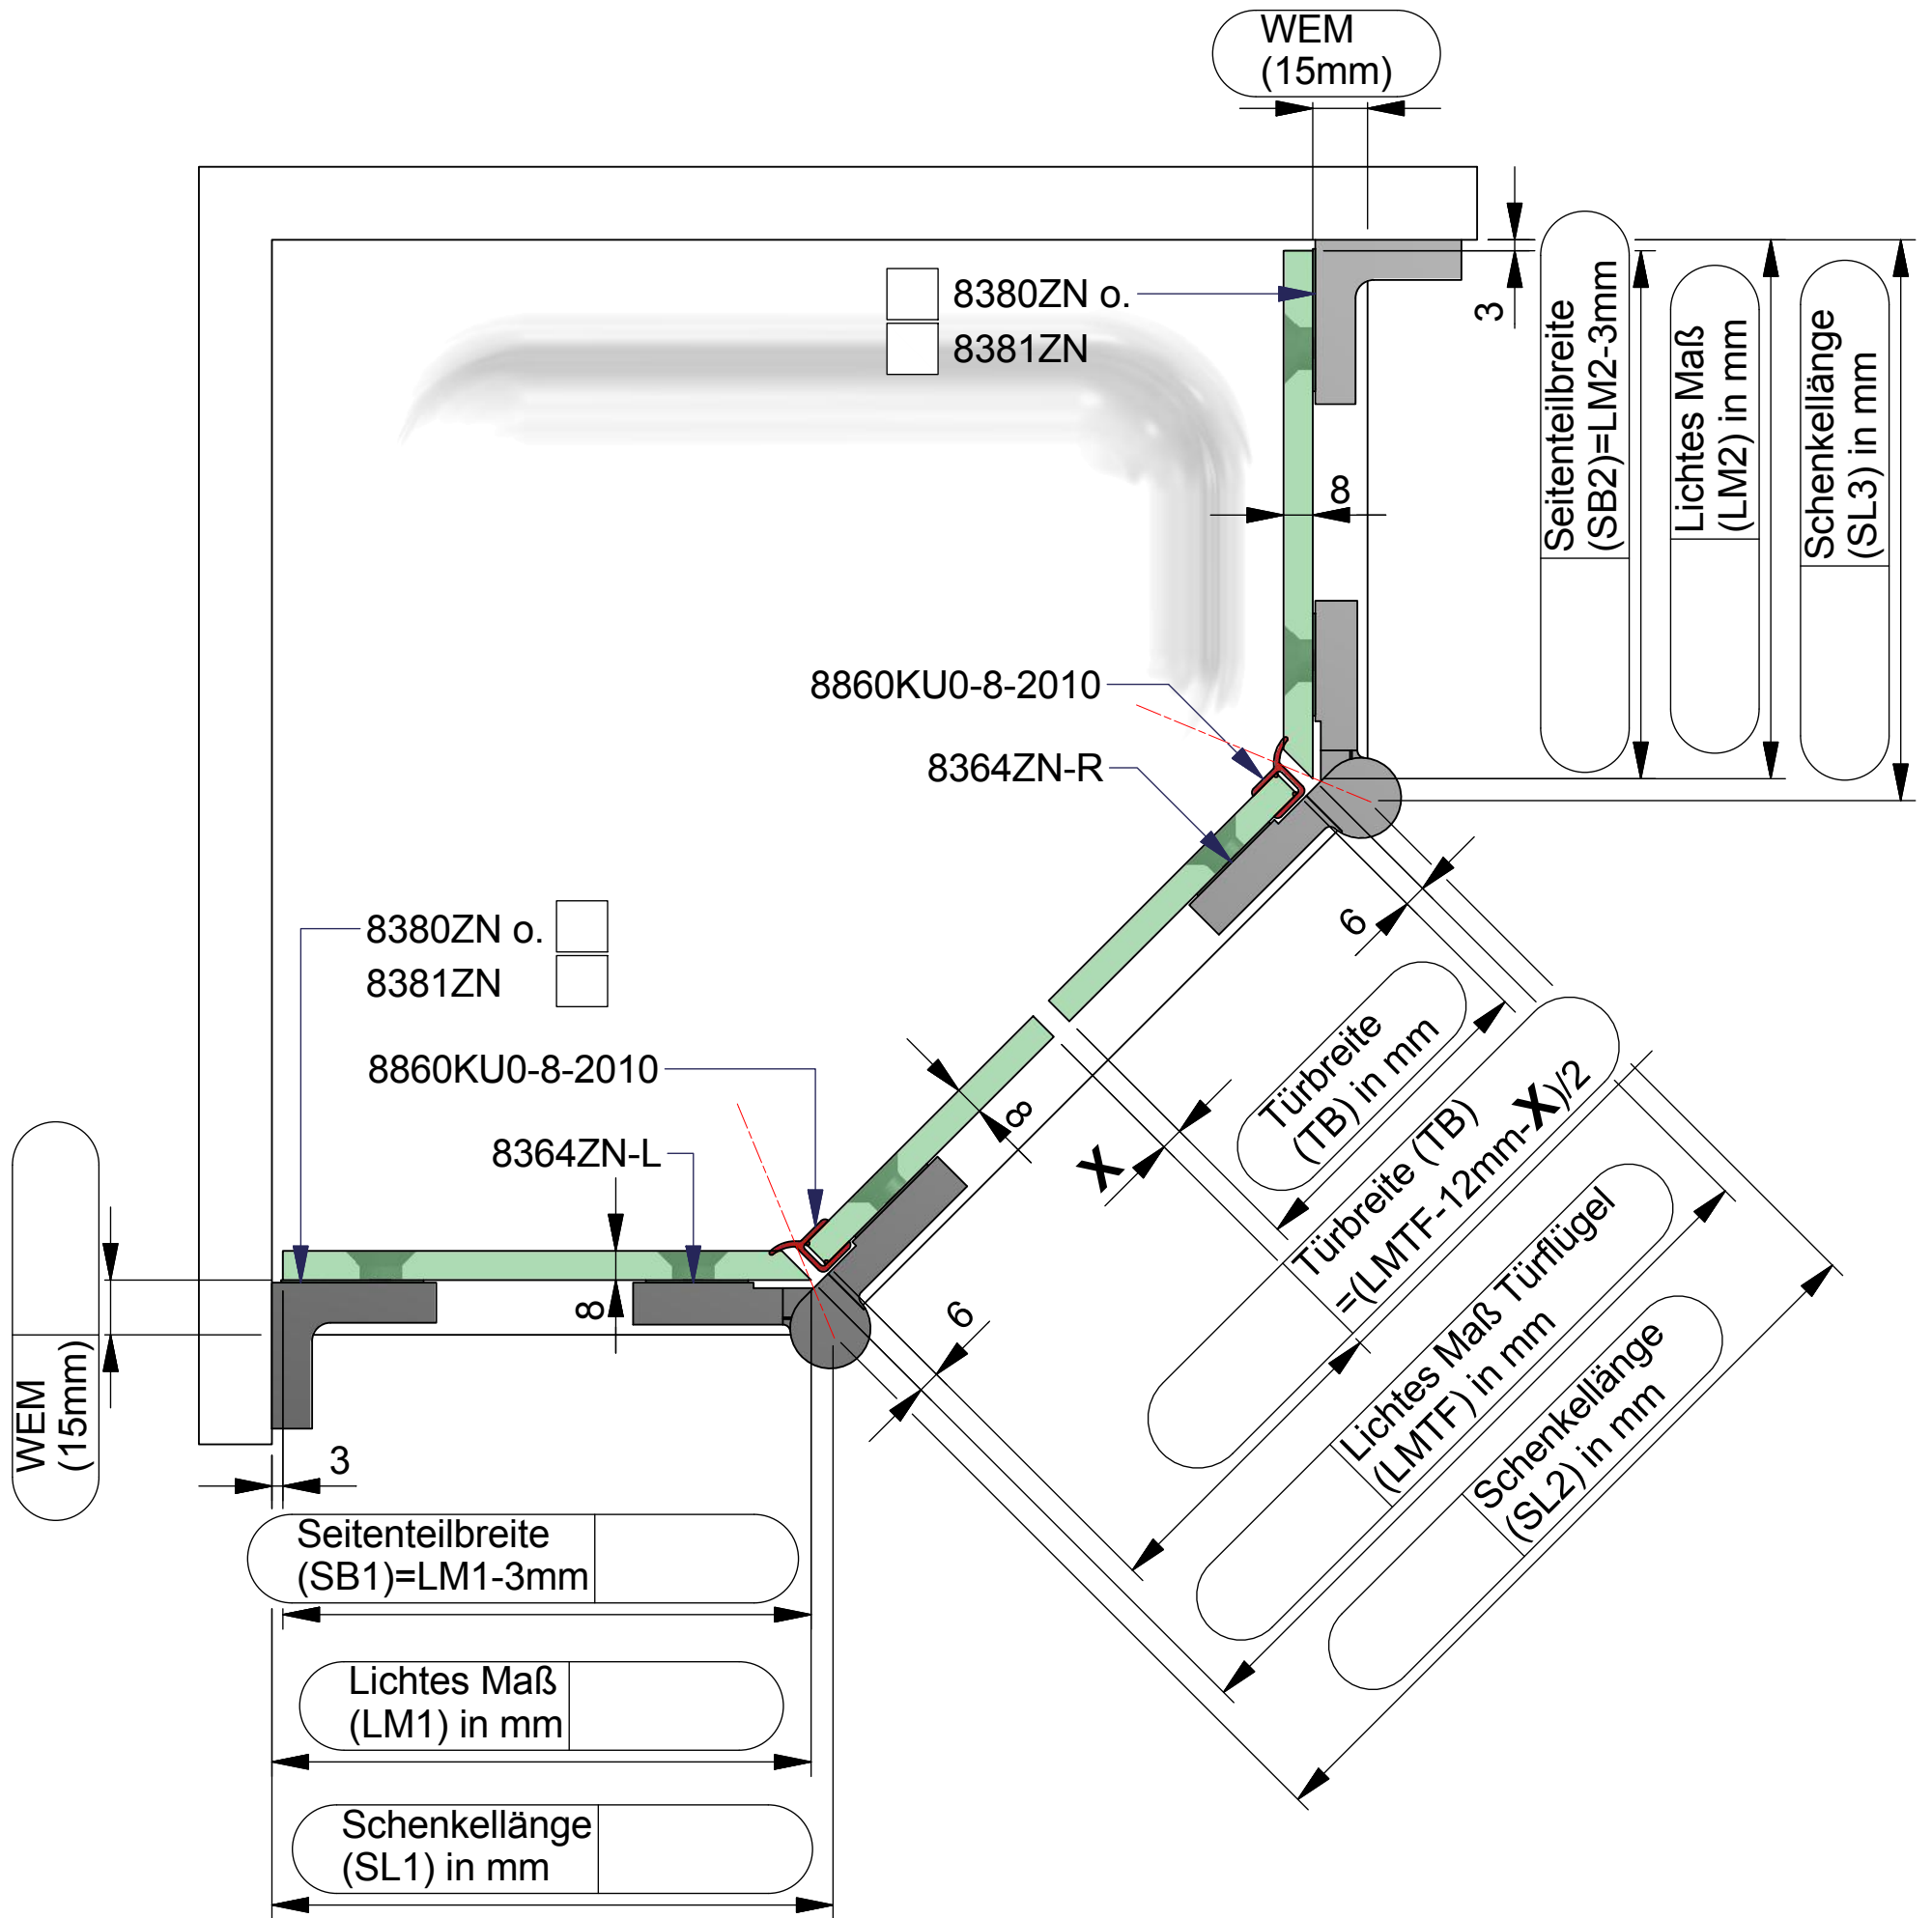 WEM
(15mm)
8380ZN o.
8381ZN
3
Seitenteilbreite
(SB2)=LM2-3mm
Lichtes Maß
(LM2) in mm
Schenkellänge
(SL3) in mm
8
8860KU0-8-2010
8364ZN-R
6
8380ZN o.
8381ZN
8860KU0-8-2010
8364ZN-L
8
X
Türbreite
(TB) in mm
Türbreite (TB)
=(LMTF-12mm-X)/2
Lichtes Maß Türflügel
(LMTF) in mm
Schenkellänge
(SL2) in mm
8
6
WEM
(15mm)
3
Seitenteilbreite
(SB1)=LM1-3mm
Lichtes Maß
(LM1) in mm
Schenkellänge
(SL1) in mm